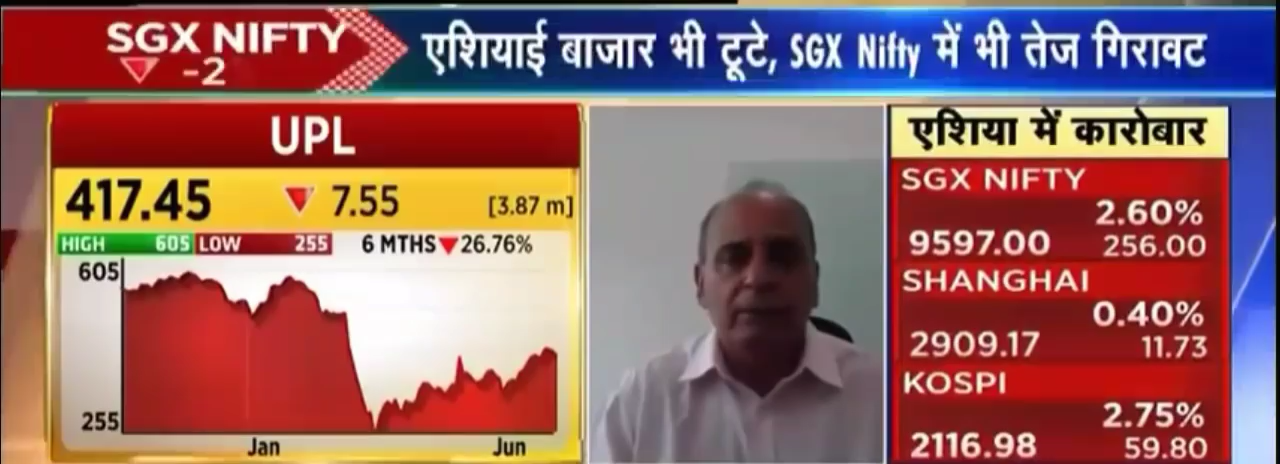 SGX NIFTY
-2
एशियाई बाजार भी टूटे, SGX Nifty में भी तेज गिरावट
UPL
417.45 7.55 [3.87 m]
HIGH 605 LOW 255 6 MTHS 26.76%
605
255
Jan Jun
एशिया में कारोबार
SGX NIFTY
2.60%
9597.00 256.00
SHANGHAI
0.40%
2909.17 11.73
KOSPI
2.75%
2116.98 59.80